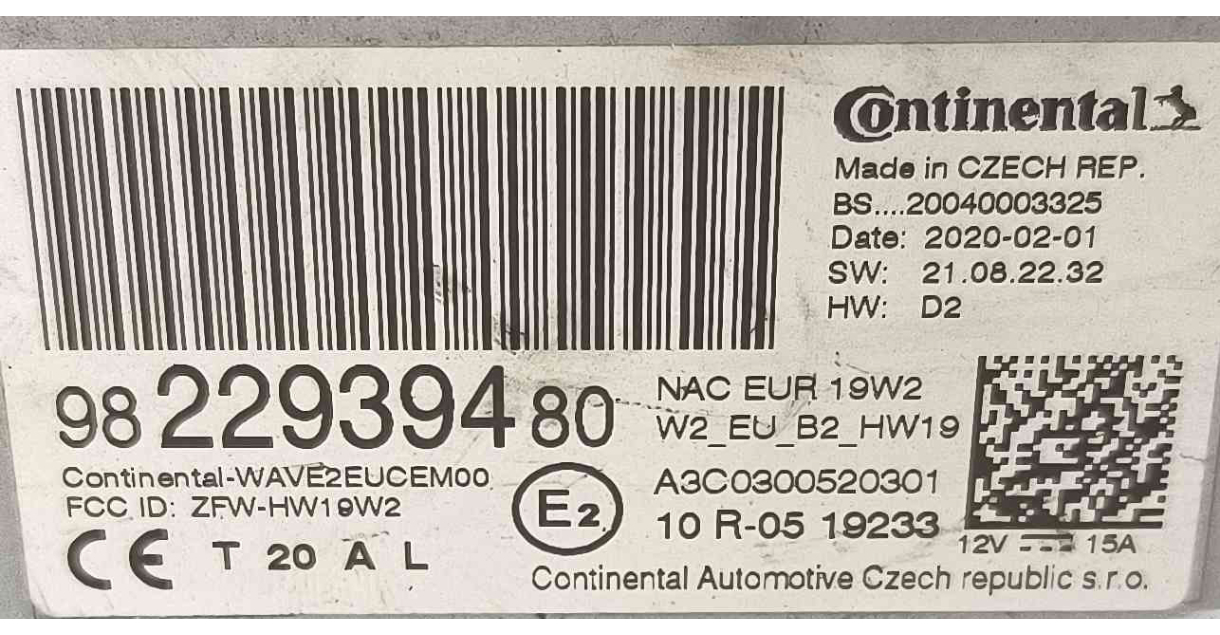 Continental
Made in CZECH REP.
BS....20040003325
Date: 2020-02-01
SW: 21.08.22.32
HW: D2
98 229394 80
NAC EUR 19W2
W2_EU_B2_HW19
Continental-WAVE2EUCEM00
FCC ID: ZFW-HW19W2
A3C0300520301
E2
10 R-05 19233
12V 15A
CE T 20 A L
Continental Automotive Czech republic s.r.o.